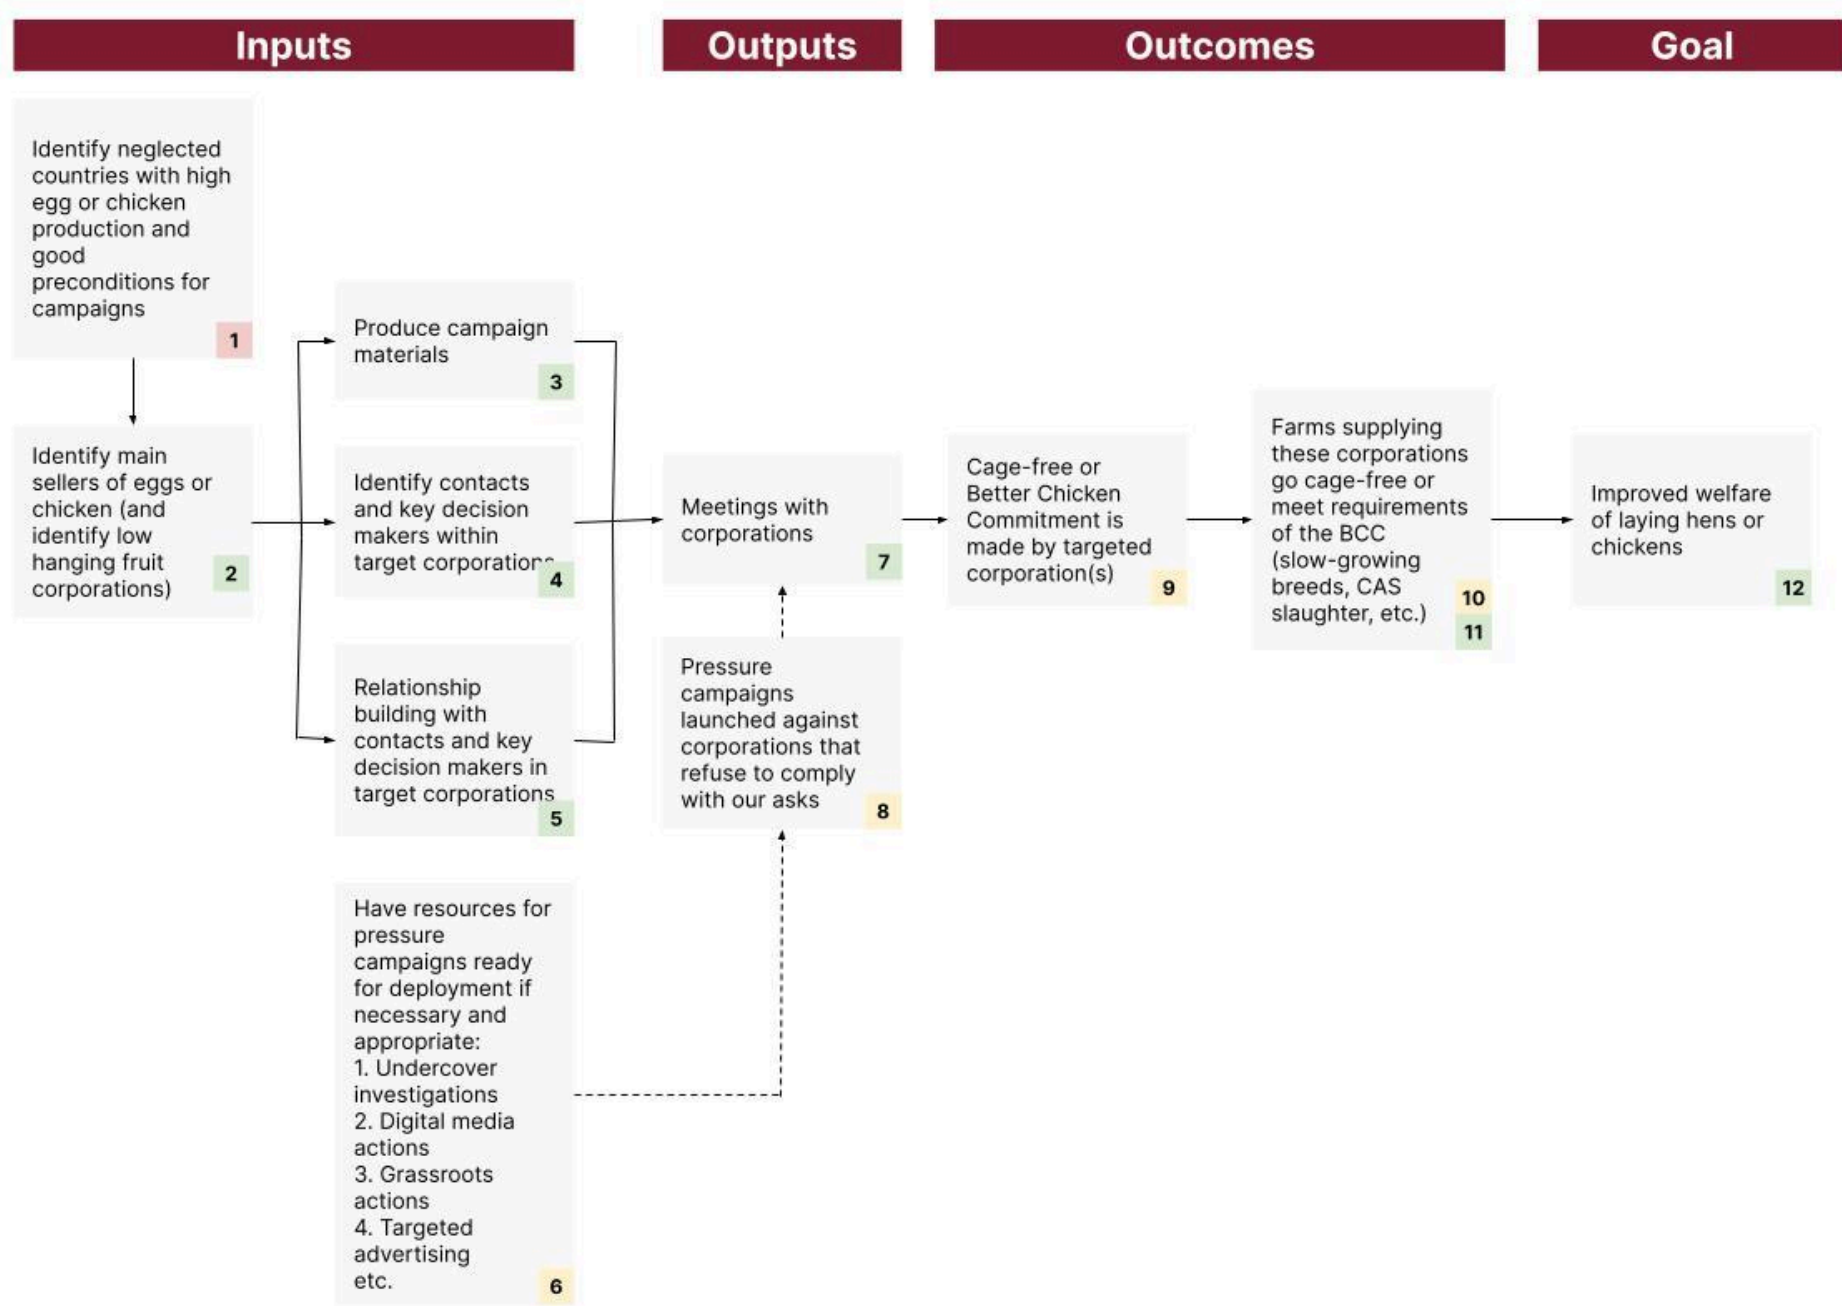 Inputs
Outputs
Outcomes
Goal
Identify neglected
countries with high
egg or chicken
production and
good
preconditions for
campaigns
1
Identify main
sellers of eggs or
chicken (and
identify low
hanging fruit
corporations)
2
Produce campaign
materials
3
Identify contacts
and key decision
makers within
target corporations
4
Relationship
building with
contacts and key
decision makers in
target corporations
5
Have resources for
pressure
campaigns ready
for deployment if
necessary and
appropriate:
1. Undercover
investigations
2. Digital media
actions
3. Grassroots
actions
4. Targeted
advertising
etc.
6
Meetings with
corporations
7
Pressure
campaigns
launched against
corporations that
refuse to comply
with our asks
8
Cage-free or
Better Chicken
Commitment is
made by targeted
corporation(s)
9
Farms supplying
these corporations
go cage-free or
meet requirements
of the BCC
(slow-growing
breeds, CAS
slaughter, etc.)
10
11
Improved welfare
of laying hens or
chickens
12